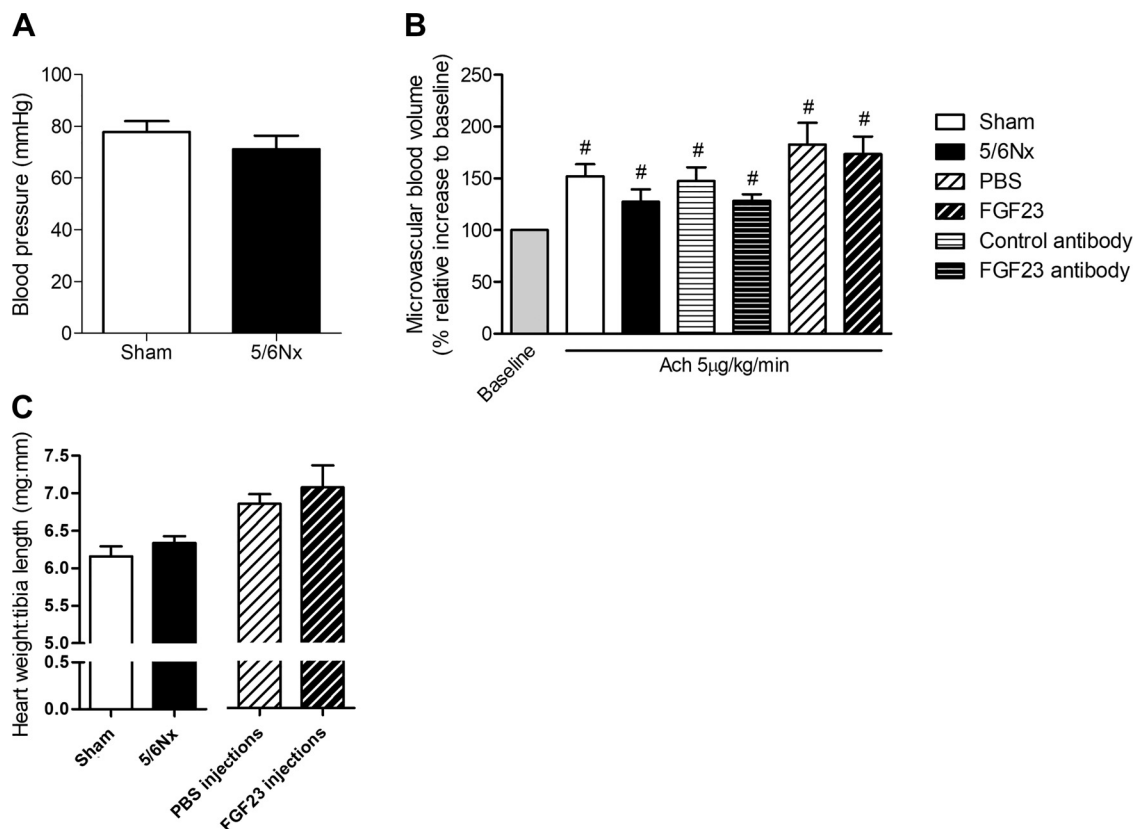 A
Blood pressure (mmHg)
100
80
60
40
20
0
Sham
5/6Nx
B
Microvascular blood volume
(% relative increase to baseline)
250
200
150
100
50
0
#
#
#
#
#
#
Baseline
Ach 5μg/kg/min
Sham
5/6Nx
PBS
FGF23
Control antibody
FGF23 antibody
C
Heart weight:tibia length (mg:mm)
7.5
7.0
6.5
6.0
5.5
5.0
0.5
0.0
Sham
5/6Nx
PBS injections
FGF23 injections